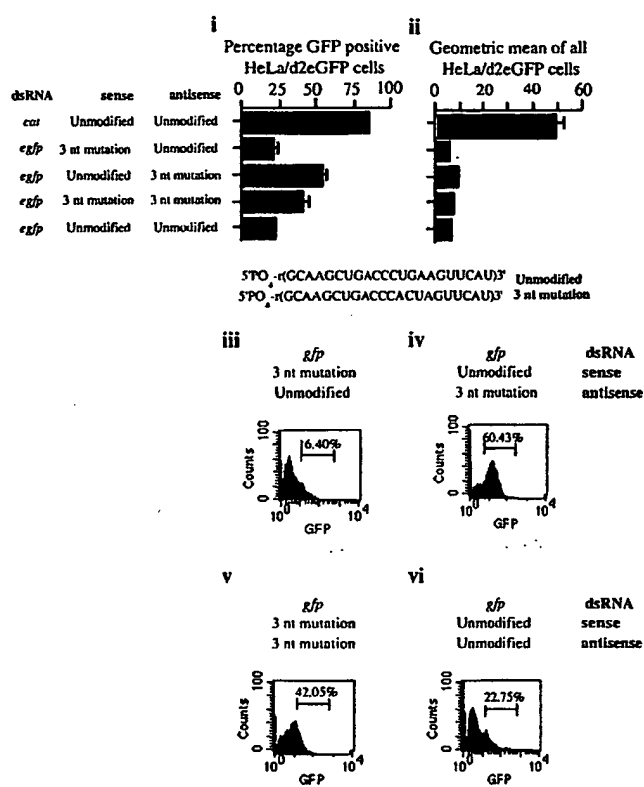 i
ii
Percentage GFP positive
HeLa/d2eGFP cells
Geometric mean of all
HeLa/d2eGFP cells
0 25 50 75 100
0 20 40 60
dsRNA sense antisense
cat Unmodified Unmodified
egfp 3 nt mutation Unmodified
egfp Unmodified 3 nt mutation
egfp 3 nt mutation 3 nt mutation
egfp Unmodified Unmodified
5'PO4-r(GCAAGCUGACCCUGAAGUUCAU)3' Unmodified
5'PO4-r(GCAAGCUGACCCACUAGUUCAU)3' 3 nt mutation
iii
iv
gfp gfp dsRNA
3 nt mutation Unmodified sense
Unmodified 3 nt mutation antisense
100 100
6.40% 60.43%
Counts Counts
0 0
10^0 10^4 10^0 10^4
GFP GFP
v
vi
gfp gfp dsRNA
3 nt mutation Unmodified sense
3 nt mutation Unmodified antisense
100 100
42.05% 22.75%
Counts Counts
0 0
10^0 10^4 10^0 10^4
GFP GFP